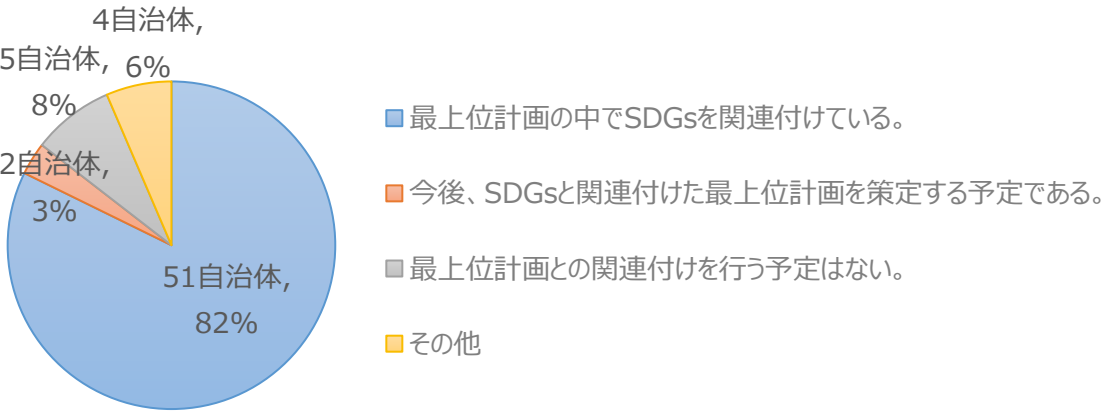 4自治体,
6%
5自治体,
8%
2自治体,
3%
51自治体,
82%
最上位計画の中でSDGsを関連付けている。
今後、SDGsと関連付けた最上位計画を策定する予定である。
最上位計画との関連付けを行う予定はない。
その他